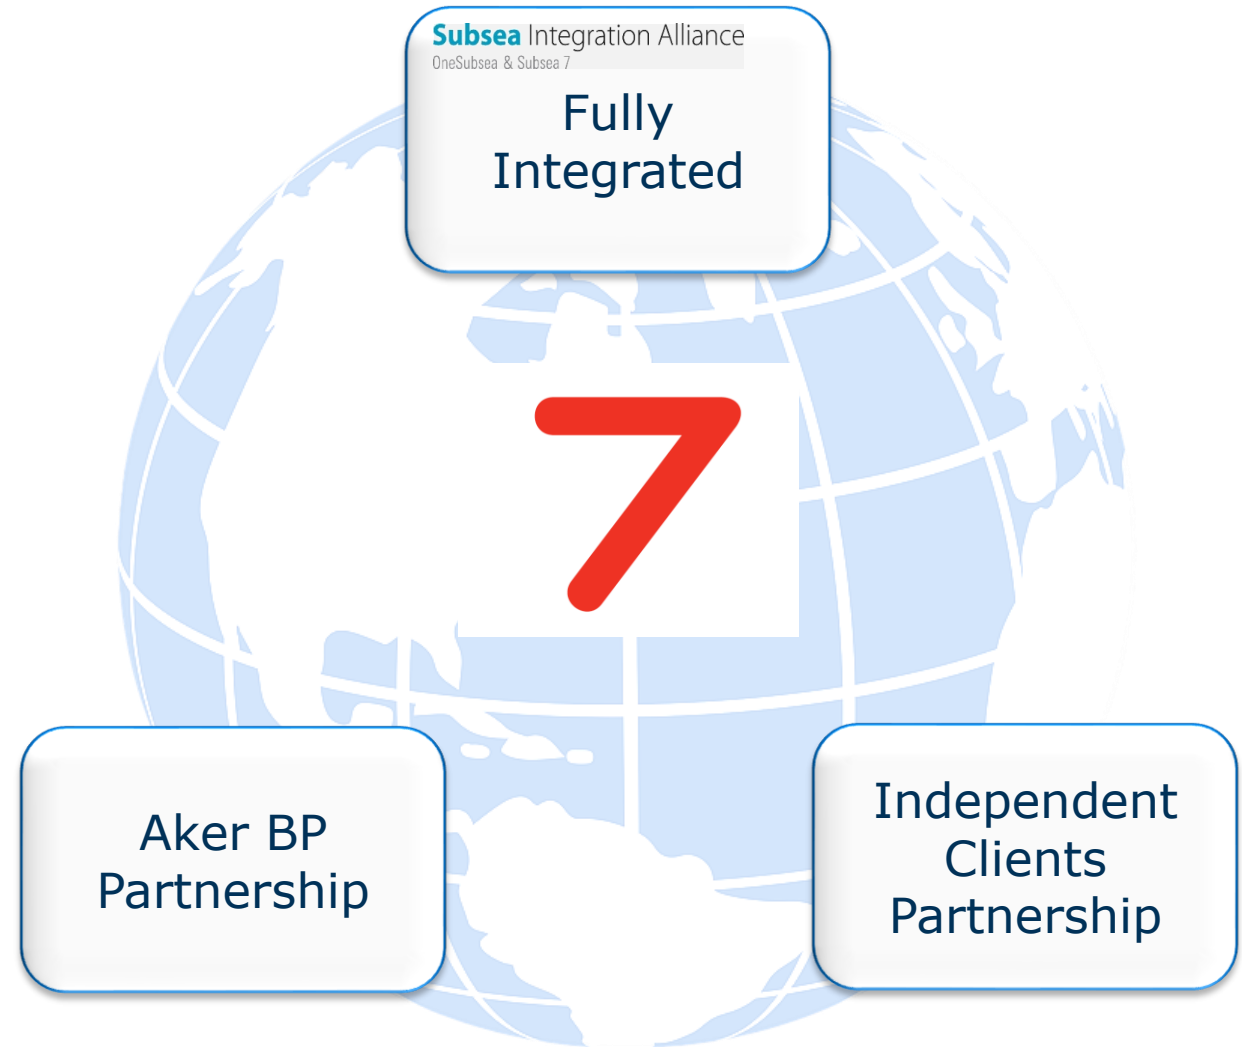 Subsea Integration Alliance
OneSubsea & Subsea 7
Fully
Integrated
7
Aker BP
Partnership
Independent
Clients
Partnership